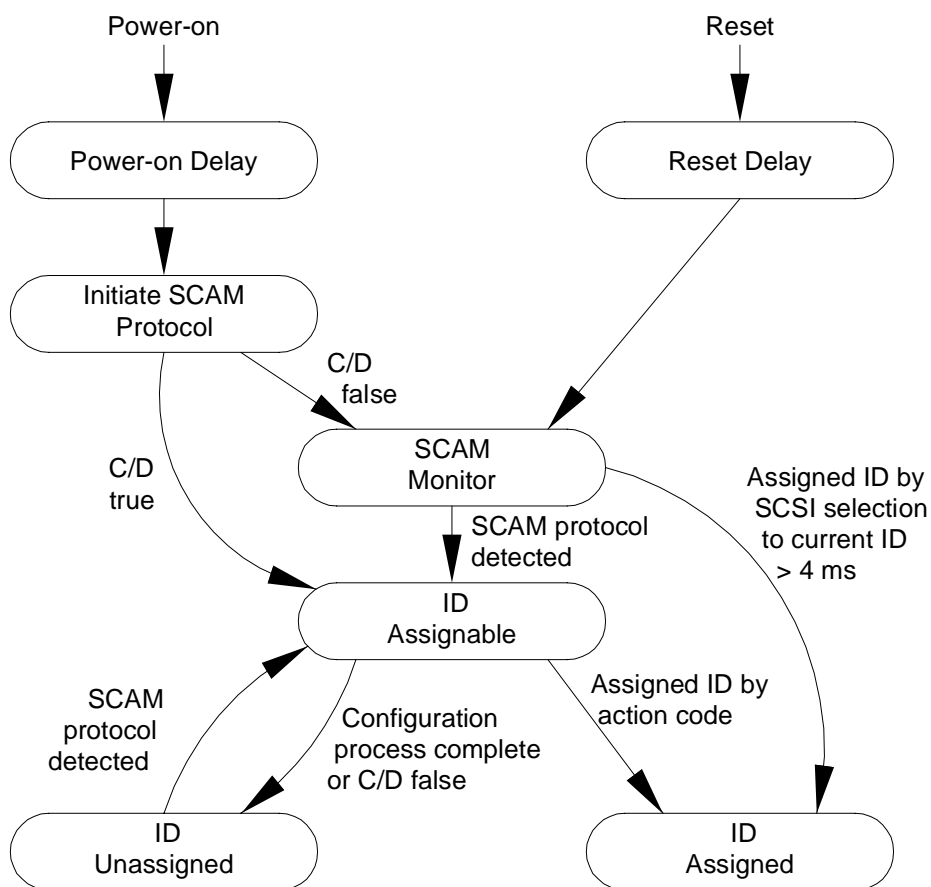 Power-on
Reset
Power-on Delay
Reset Delay
Initiate SCAM
Protocol
C/D
false
SCAM
Monitor
C/D
true
Assigned ID by
SCSI selection
to current ID
> 4 ms
SCAM protocol
detected
ID
Assignable
SCAM
protocol
detected
Configuration
process complete
or C/D false
Assigned ID by
action code
ID
Unassigned
ID
Assigned